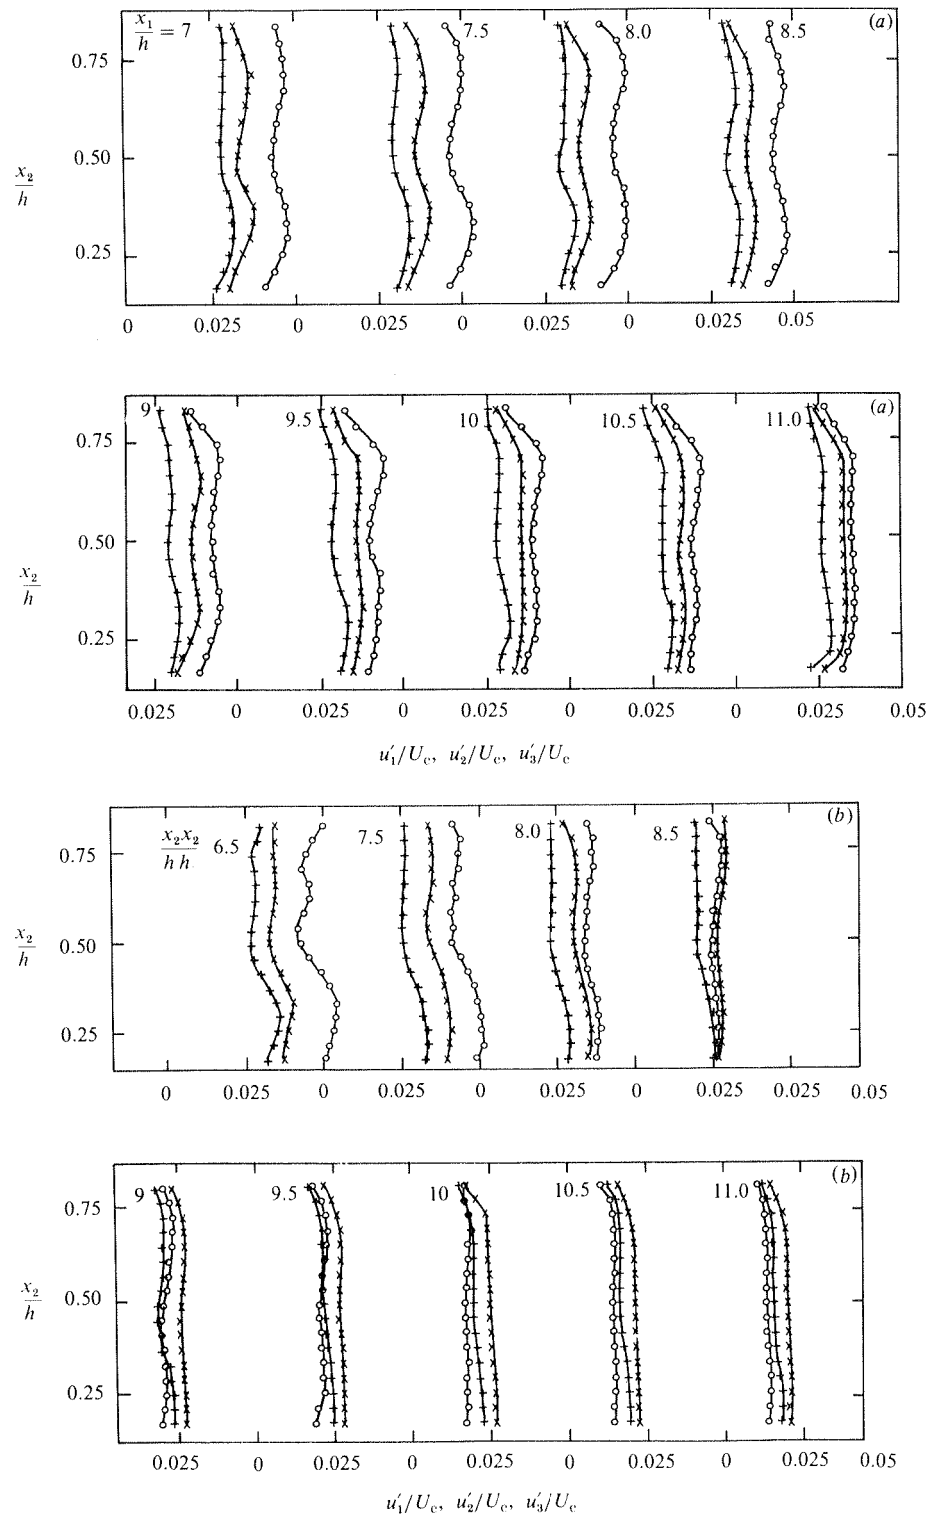 x₁/h = 7 7.5 8.0 8.5 (a)
0.75
0.50
x₂/h
0.25
0 0.025 0 0.025 0 0.025 0 0.025 0.05
9 9.5 10 10.5 11.0 (a)
0.75
0.50
x₂/h
0.25
0.025 0 0.025 0 0.025 0 0.025 0 0.025 0.05
u′₁/Uc, u′₂/Uc, u′₃/Uc
x₂x₂/h h 6.5 7.5 8.0 8.5 (b)
0.75
x₂/h
0.50
0.25
0 0.025 0 0.025 0 0.025 0 0.025 0.025 0.05
9 9.5 10 10.5 11.0 (b)
0.75
x₂/h
0.50
0.25
0.025 0 0.025 0 0.025 0 0.025 0 0.025 0.05
u′₁/Uc, u′₂/Uc, u′₃/Uc